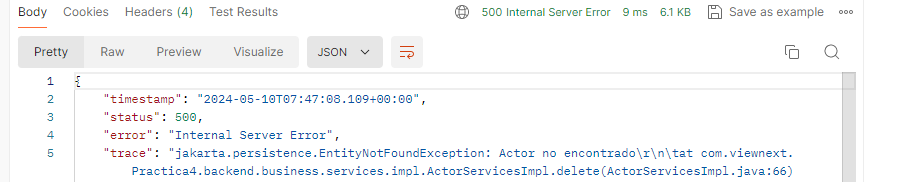 Body Cookies Headers (4) Test Results 500 Internal Server Error 9 ms 6.1 KB Save as example
Pretty Raw Preview Visualize JSON
1 {
2 "timestamp": "2024-05-10T07:47:08.109+00:00",
3 "status": 500,
4 "error": "Internal Server Error",
5 "trace": "jakarta.persistence.EntityNotFoundException: Actor no encontrado\r\n\tat com.viewnext.
Practica4.backend.business.services.impl.ActorServicesImpl.delete(ActorServicesImpl.java:66)